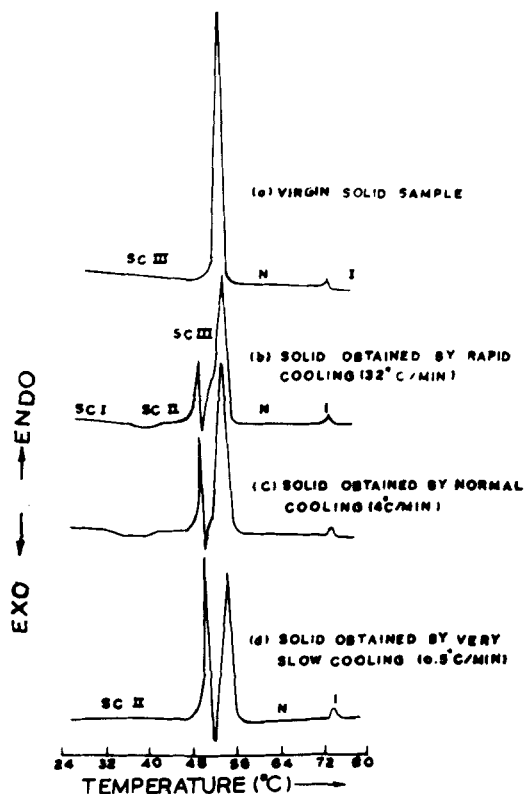 (a) VIRGIN SOLID SAMPLE
SC III
N
I
SC III
(b) SOLID OBTAINED BY RAPID
COOLING (32°C/MIN)
SC I
SC II
N
I
(C) SOLID OBTAINED BY NORMAL
COOLING (4°C/MIN)
EXO
ENDO
(d) SOLID OBTAINED BY VERY
SLOW COOLING (0.5°C/MIN)
SC II
N
I
24 32 40 48 56 64 72 80
TEMPERATURE (°C)